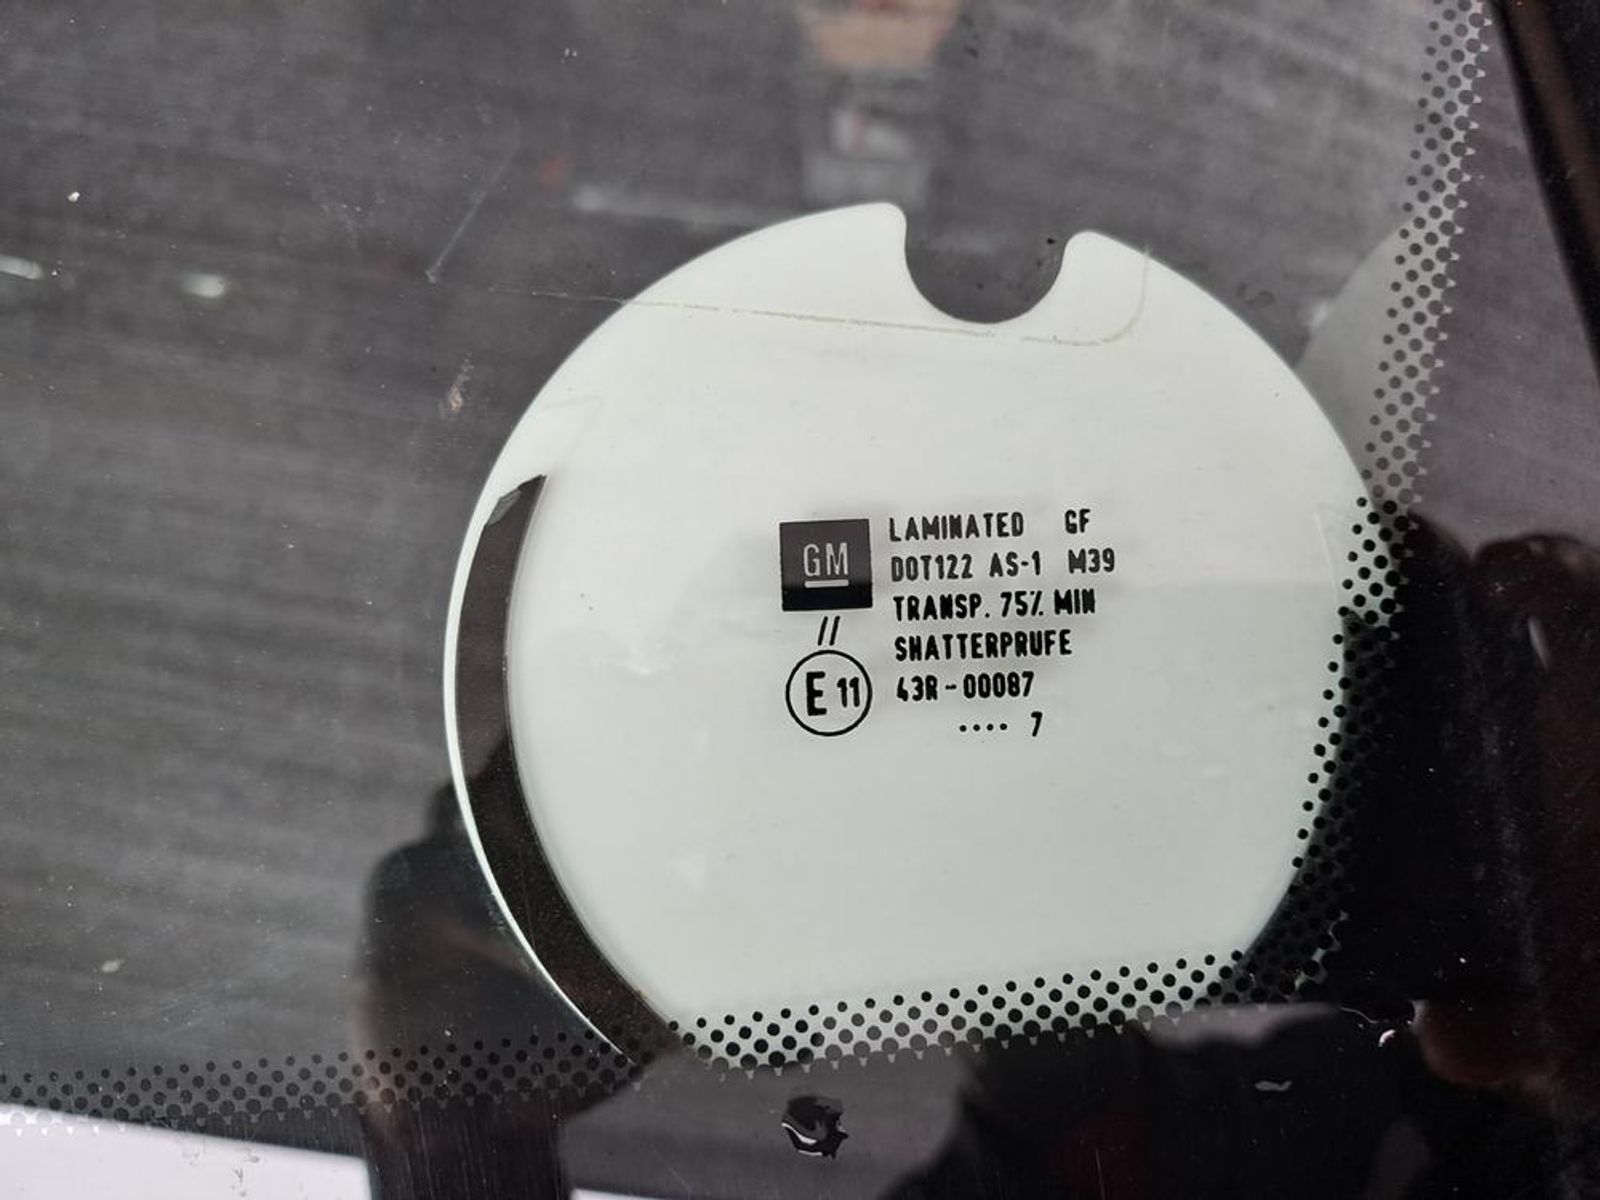 GM
LAMINATED GF
DOT122 AS-1 M39
TRANSP. 75% MIN
SHATTERPRUFE
//
E 11
43R-00087
.... 7